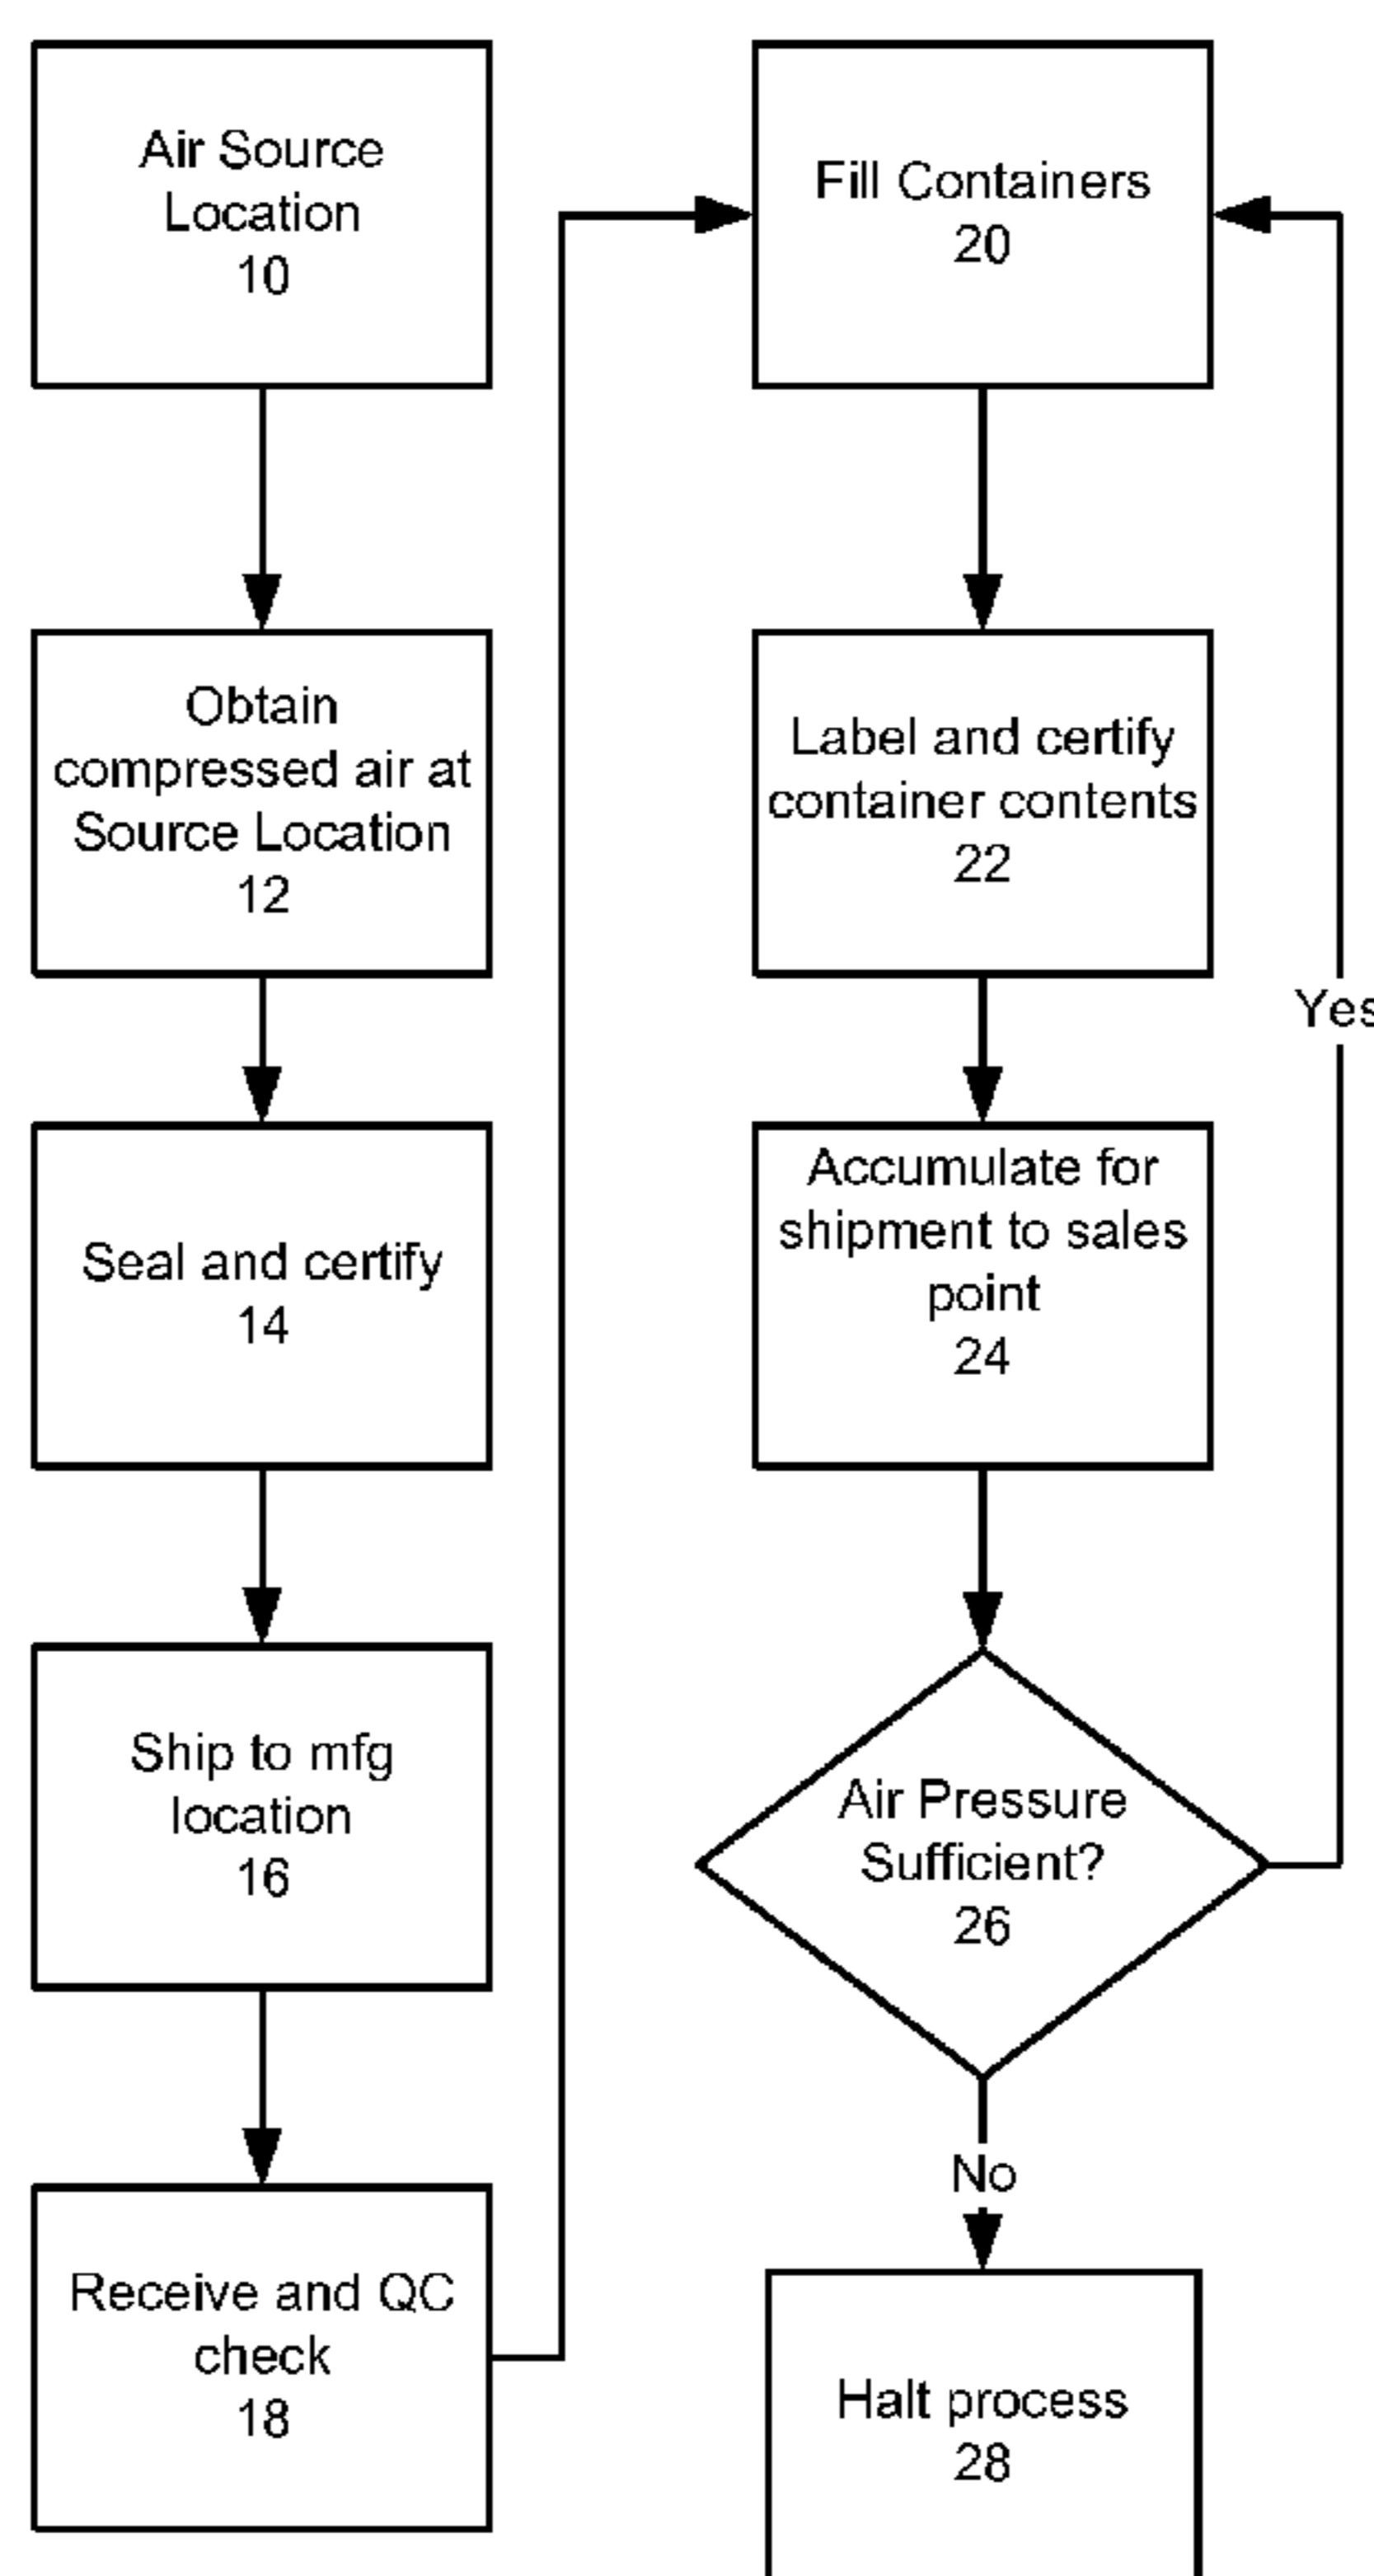 Air Source
Location
10
Obtain
compressed air at
Source Location
12
Seal and certify
14
Ship to mfg
location
16
Receive and QC
check
18
Fill Containers
20
Label and certify
container contents
22
Accumulate for
shipment to sales
point
24
Air Pressure
Sufficient?
26
Yes
No
Halt process
28